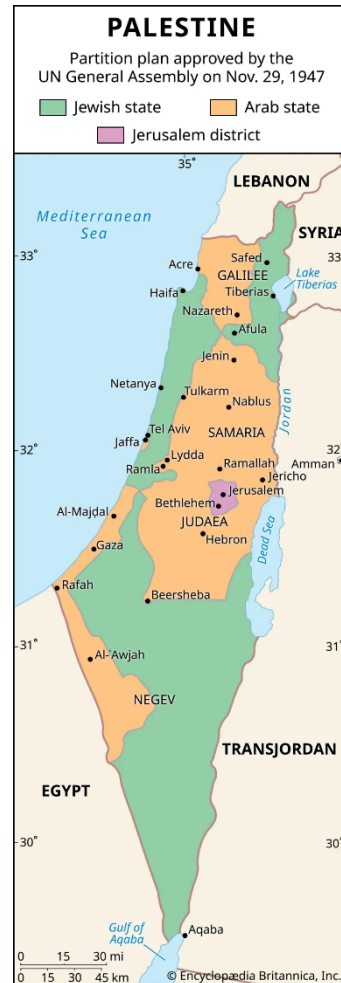 PALESTINE
Partition plan approved by the
UN General Assembly on Nov. 29, 1947
Jewish state
Arab state
Jerusalem district
35°
LEBANON
Mediterranean
Sea
SYRIA
33°
33
Safed
Acre
GALILEE
Lake
Tiberias
Haifa
Tiberias
Nazareth
Afula
Jenin
Netanya
Tulkarm
Nablus
Jordan
SAMARIA
Tel Aviv
Jaffa
32°
32°
Lydda
Ramla
Ramallah
Amman
Jericho
Jerusalem
Bethlehem
Al-Majdal
JUDAEA
Hebron
Dead Sea
Gaza
Rafah
Beersheba
31°
31°
Al-'Awjah
NEGEV
TRANSJORDAN
EGYPT
30°
30°
Gulf of
Aqaba
Aqaba
0 15 30 mi
0 15 30 45 km
© Encyclopædia Britannica, Inc.